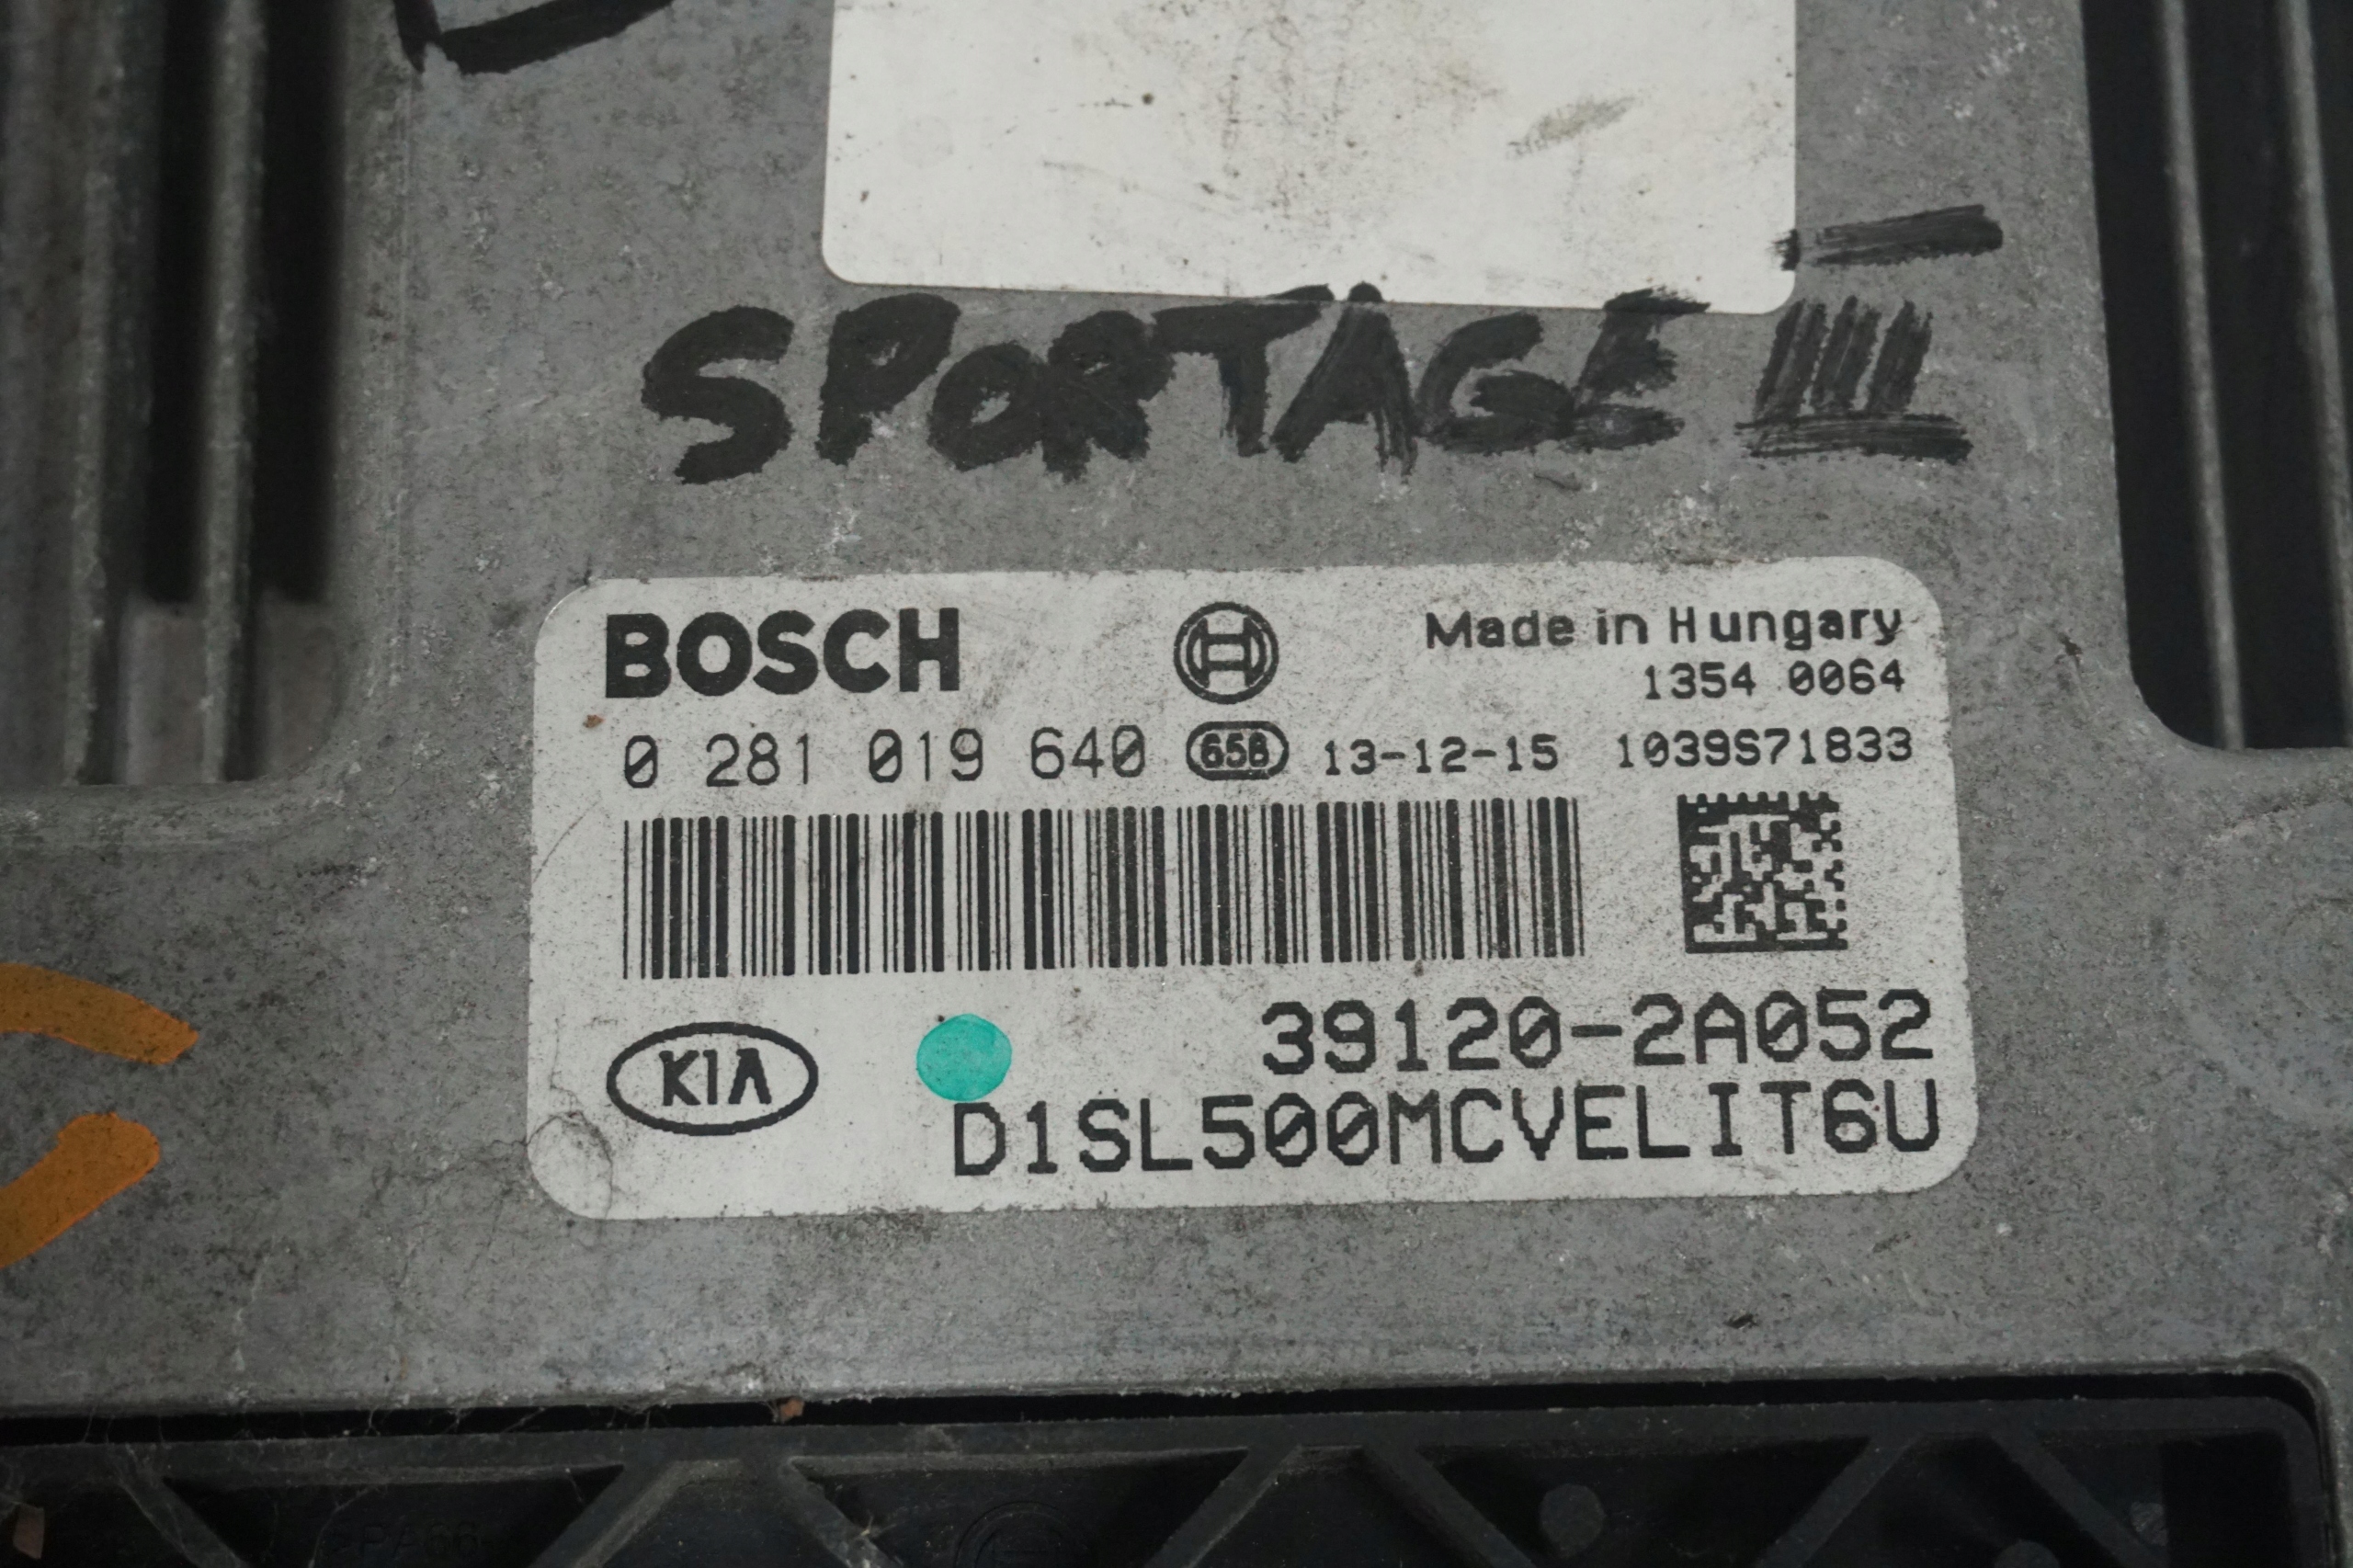 SPORTAGE III
BOSCH
Made in Hungary
1354 0064
0 281 019 640 658 13-12-15 1039S71833
KIA
39120-2A052
D1SL500MCVELIT6U
PA66